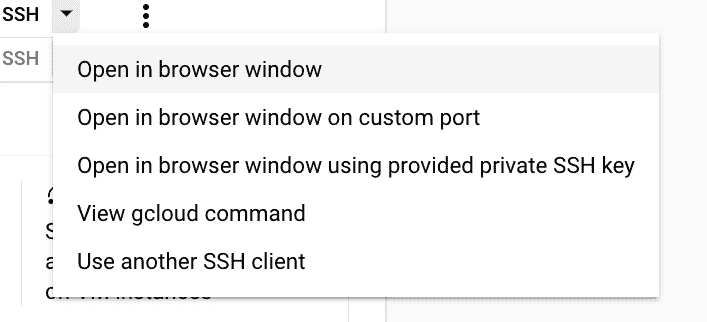 SSH
SSH
Open in browser window
Open in browser window on custom port
Open in browser window using provided private SSH key
View gcloud command
Use another SSH client